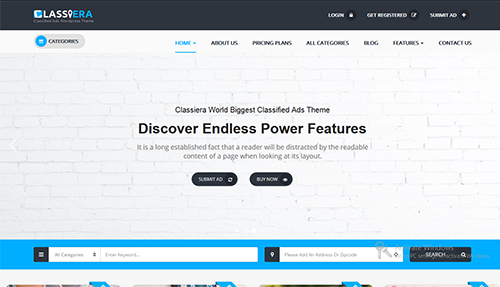 CLASSIERA
Classified Ads Wordpress Theme
LOGIN
GET REGISTERED
SUBMIT AD
CATEGORIES
HOME
ABOUT US
PRICING PLANS
ALL CATEGORIES
BLOG
FEATURES
CONTACT US
Classiera World Biggest Classified Ads Theme
Discover Endless Power Features
It is a long established fact that a reader will be distracted by the readable
content of a page when looking at its layout.
SUBMIT AD
BUY NOW
All Categories
Enter Keyword...
Please Add An Address Or Zipcode
SEARCH
Windows